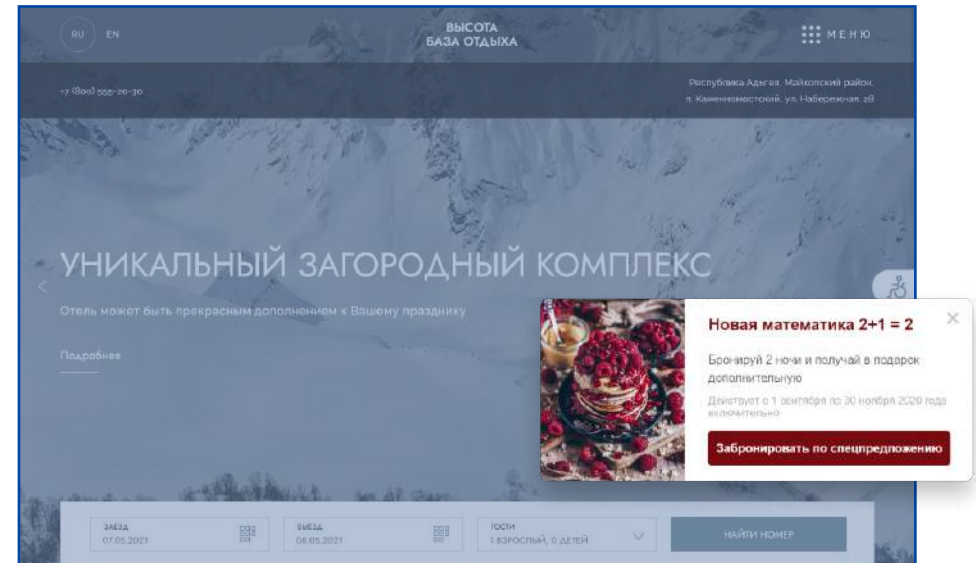 RU EN
ВЫСОТА
БАЗА ОТДЫХА
МЕНЮ
+7 (800) 555-20-30
Республика Адыгея, Майкопский район,
п. Каменномостский, ул. Набережная, 28
УНИКАЛЬНЫЙ ЗАГОРОДНЫЙ КОМПЛЕКС
Отель может быть прекрасным дополнением к Вашему празднику
Подробнее
Новая математика 2+1 = 2
Бронируй 2 ночи и получай в подарок
дополнительную
Действует с 1 сентября по 30 ноября 2020 года
включительно
Забронировать по спецпредложению
ЗАЕЗД
07.05.2021
ВЫЕЗД
08.05.2021
ГОСТИ
1 ВЗРОСЛЫЙ, 0 ДЕТЕЙ
НАЙТИ НОМЕР